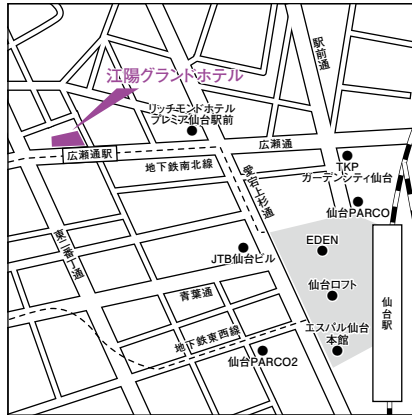 江陽グランドホテル
駅前通
リッチモンドホテル
プレミア仙台駅前
広瀬通
広瀬通駅
地下鉄南北線
愛宕上杉通
TKP
ガーデンシティ仙台
仙台PARCO
東二番丁通
JTB仙台ビル
EDEN
青葉通
仙台ロフト
仙台駅
地下鉄東西線
エスパル仙台
本館
仙台PARCO2